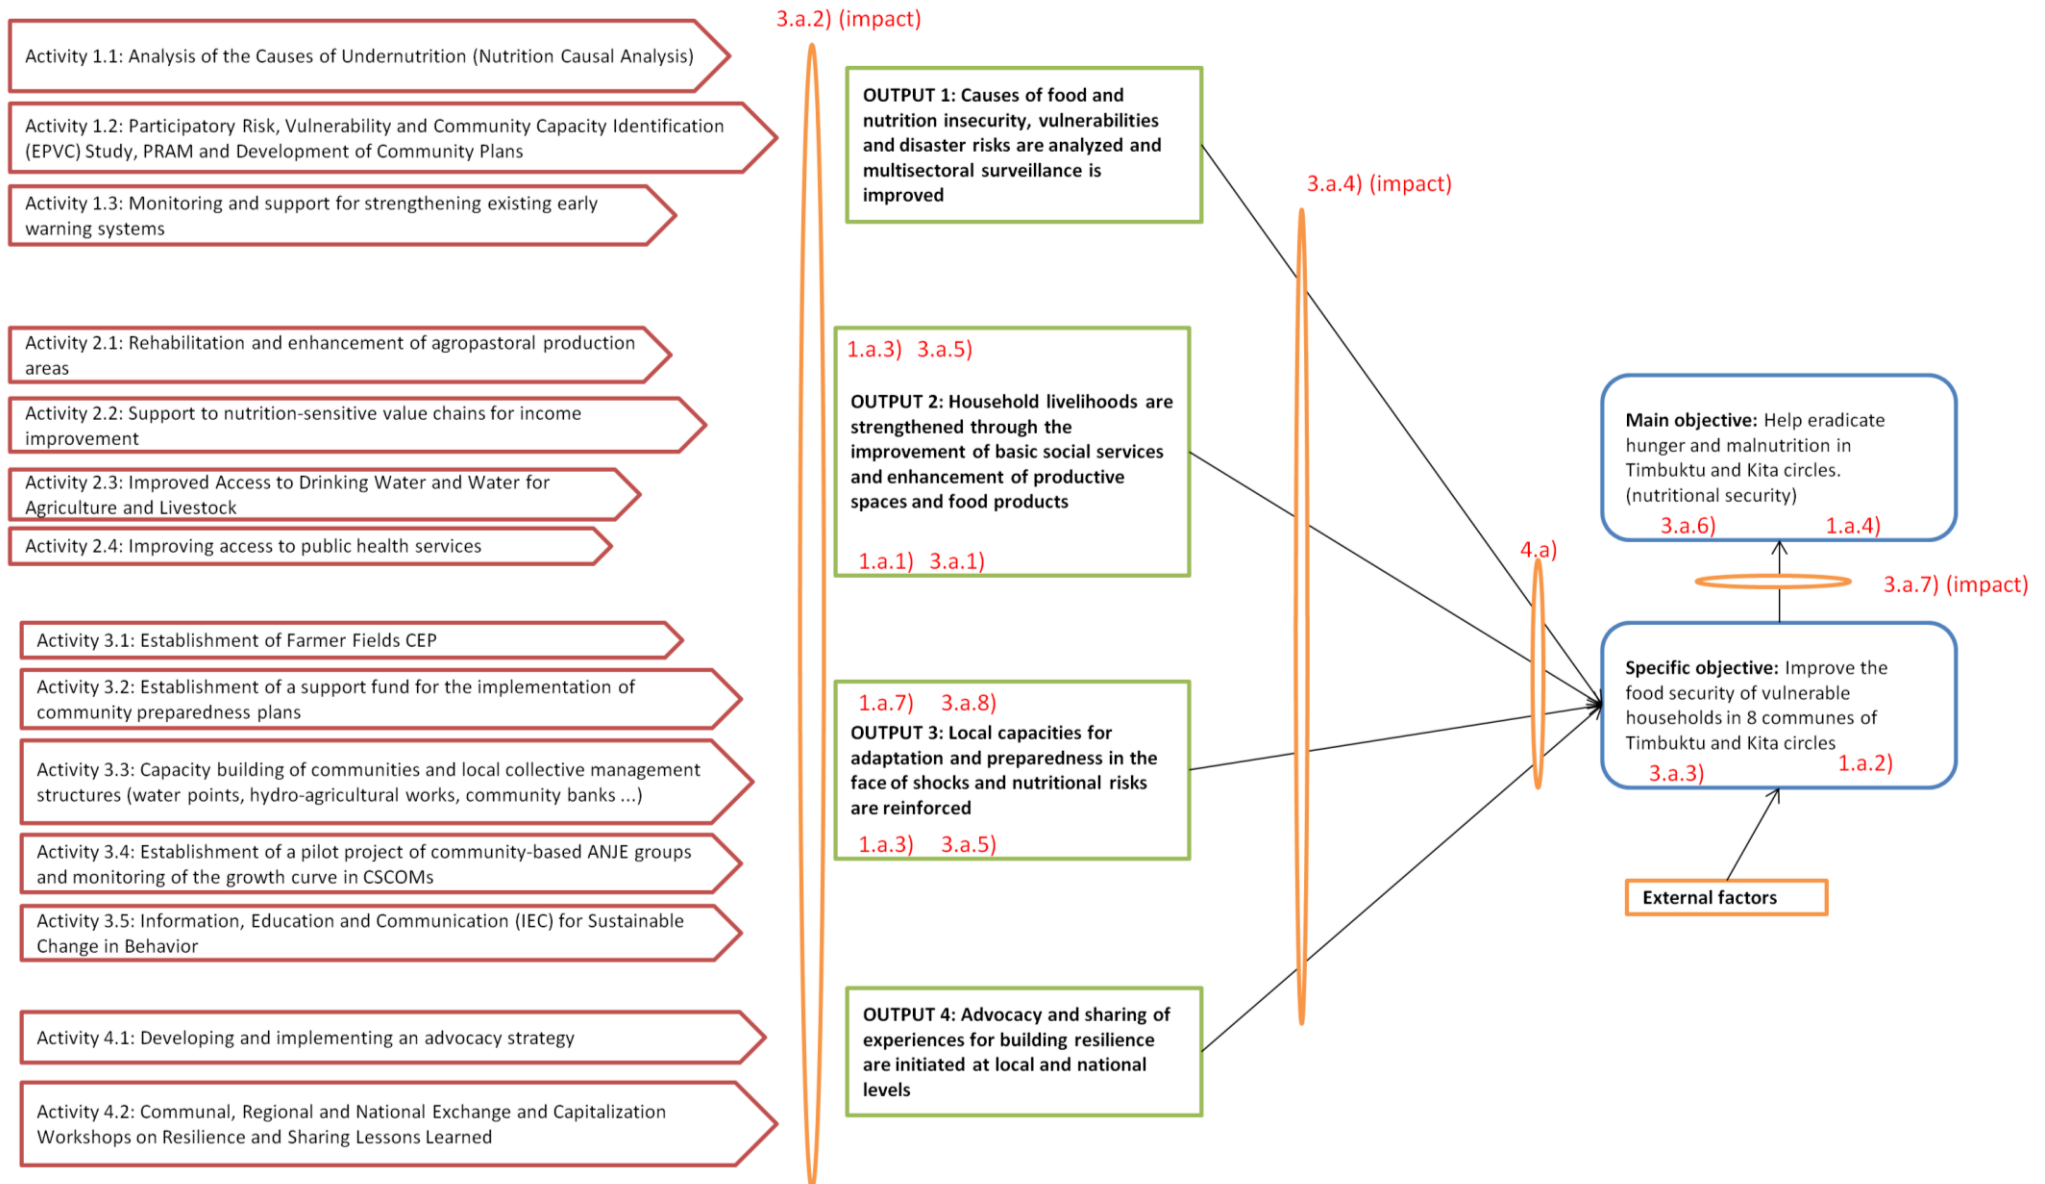 3.a.2) (impact)
Activity 1.1: Analysis of the Causes of Undernutrition (Nutrition Causal Analysis)
Activity 1.2: Participatory Risk, Vulnerability and Community Capacity Identification
(EPVC) Study, PRAM and Development of Community Plans
Activity 1.3: Monitoring and support for strengthening existing early
warning systems
Activity 2.1: Rehabilitation and enhancement of agropastoral production
areas
Activity 2.2: Support to nutrition-sensitive value chains for income
improvement
Activity 2.3: Improved Access to Drinking Water and Water for
Agriculture and Livestock
Activity 2.4: Improving access to public health services
Activity 3.1: Establishment of Farmer Fields CEP
Activity 3.2: Establishment of a support fund for the implementation of
community preparedness plans
Activity 3.3: Capacity building of communities and local collective management
structures (water points, hydro-agricultural works, community banks ...)
Activity 3.4: Establishment of a pilot project of community-based ANJE groups
and monitoring of the growth curve in CSCOMs
Activity 3.5: Information, Education and Communication (IEC) for Sustainable
Change in Behavior
Activity 4.1: Developing and implementing an advocacy strategy
Activity 4.2: Communal, Regional and National Exchange and Capitalization
Workshops on Resilience and Sharing Lessons Learned
OUTPUT 1: Causes of food and
nutrition insecurity, vulnerabilities
and disaster risks are analyzed and
multisectoral surveillance is
improved
1.a.3) 3.a.5)
OUTPUT 2: Household livelihoods are
strengthened through the
improvement of basic social services
and enhancement of productive
spaces and food products
1.a.1) 3.a.1)
1.a.7) 3.a.8)
OUTPUT 3: Local capacities for
adaptation and preparedness in the
face of shocks and nutritional risks
are reinforced
1.a.3) 3.a.5)
OUTPUT 4: Advocacy and sharing of
experiences for building resilience
are initiated at local and national
levels
3.a.4) (impact)
4.a)
Main objective: Help eradicate
hunger and malnutrition in
Timbuktu and Kita circles.
(nutritional security)
3.a.6) 1.a.4)
3.a.7) (impact)
Specific objective: Improve the
food security of vulnerable
households in 8 communes of
Timbuktu and Kita circles
3.a.3) 1.a.2)
External factors